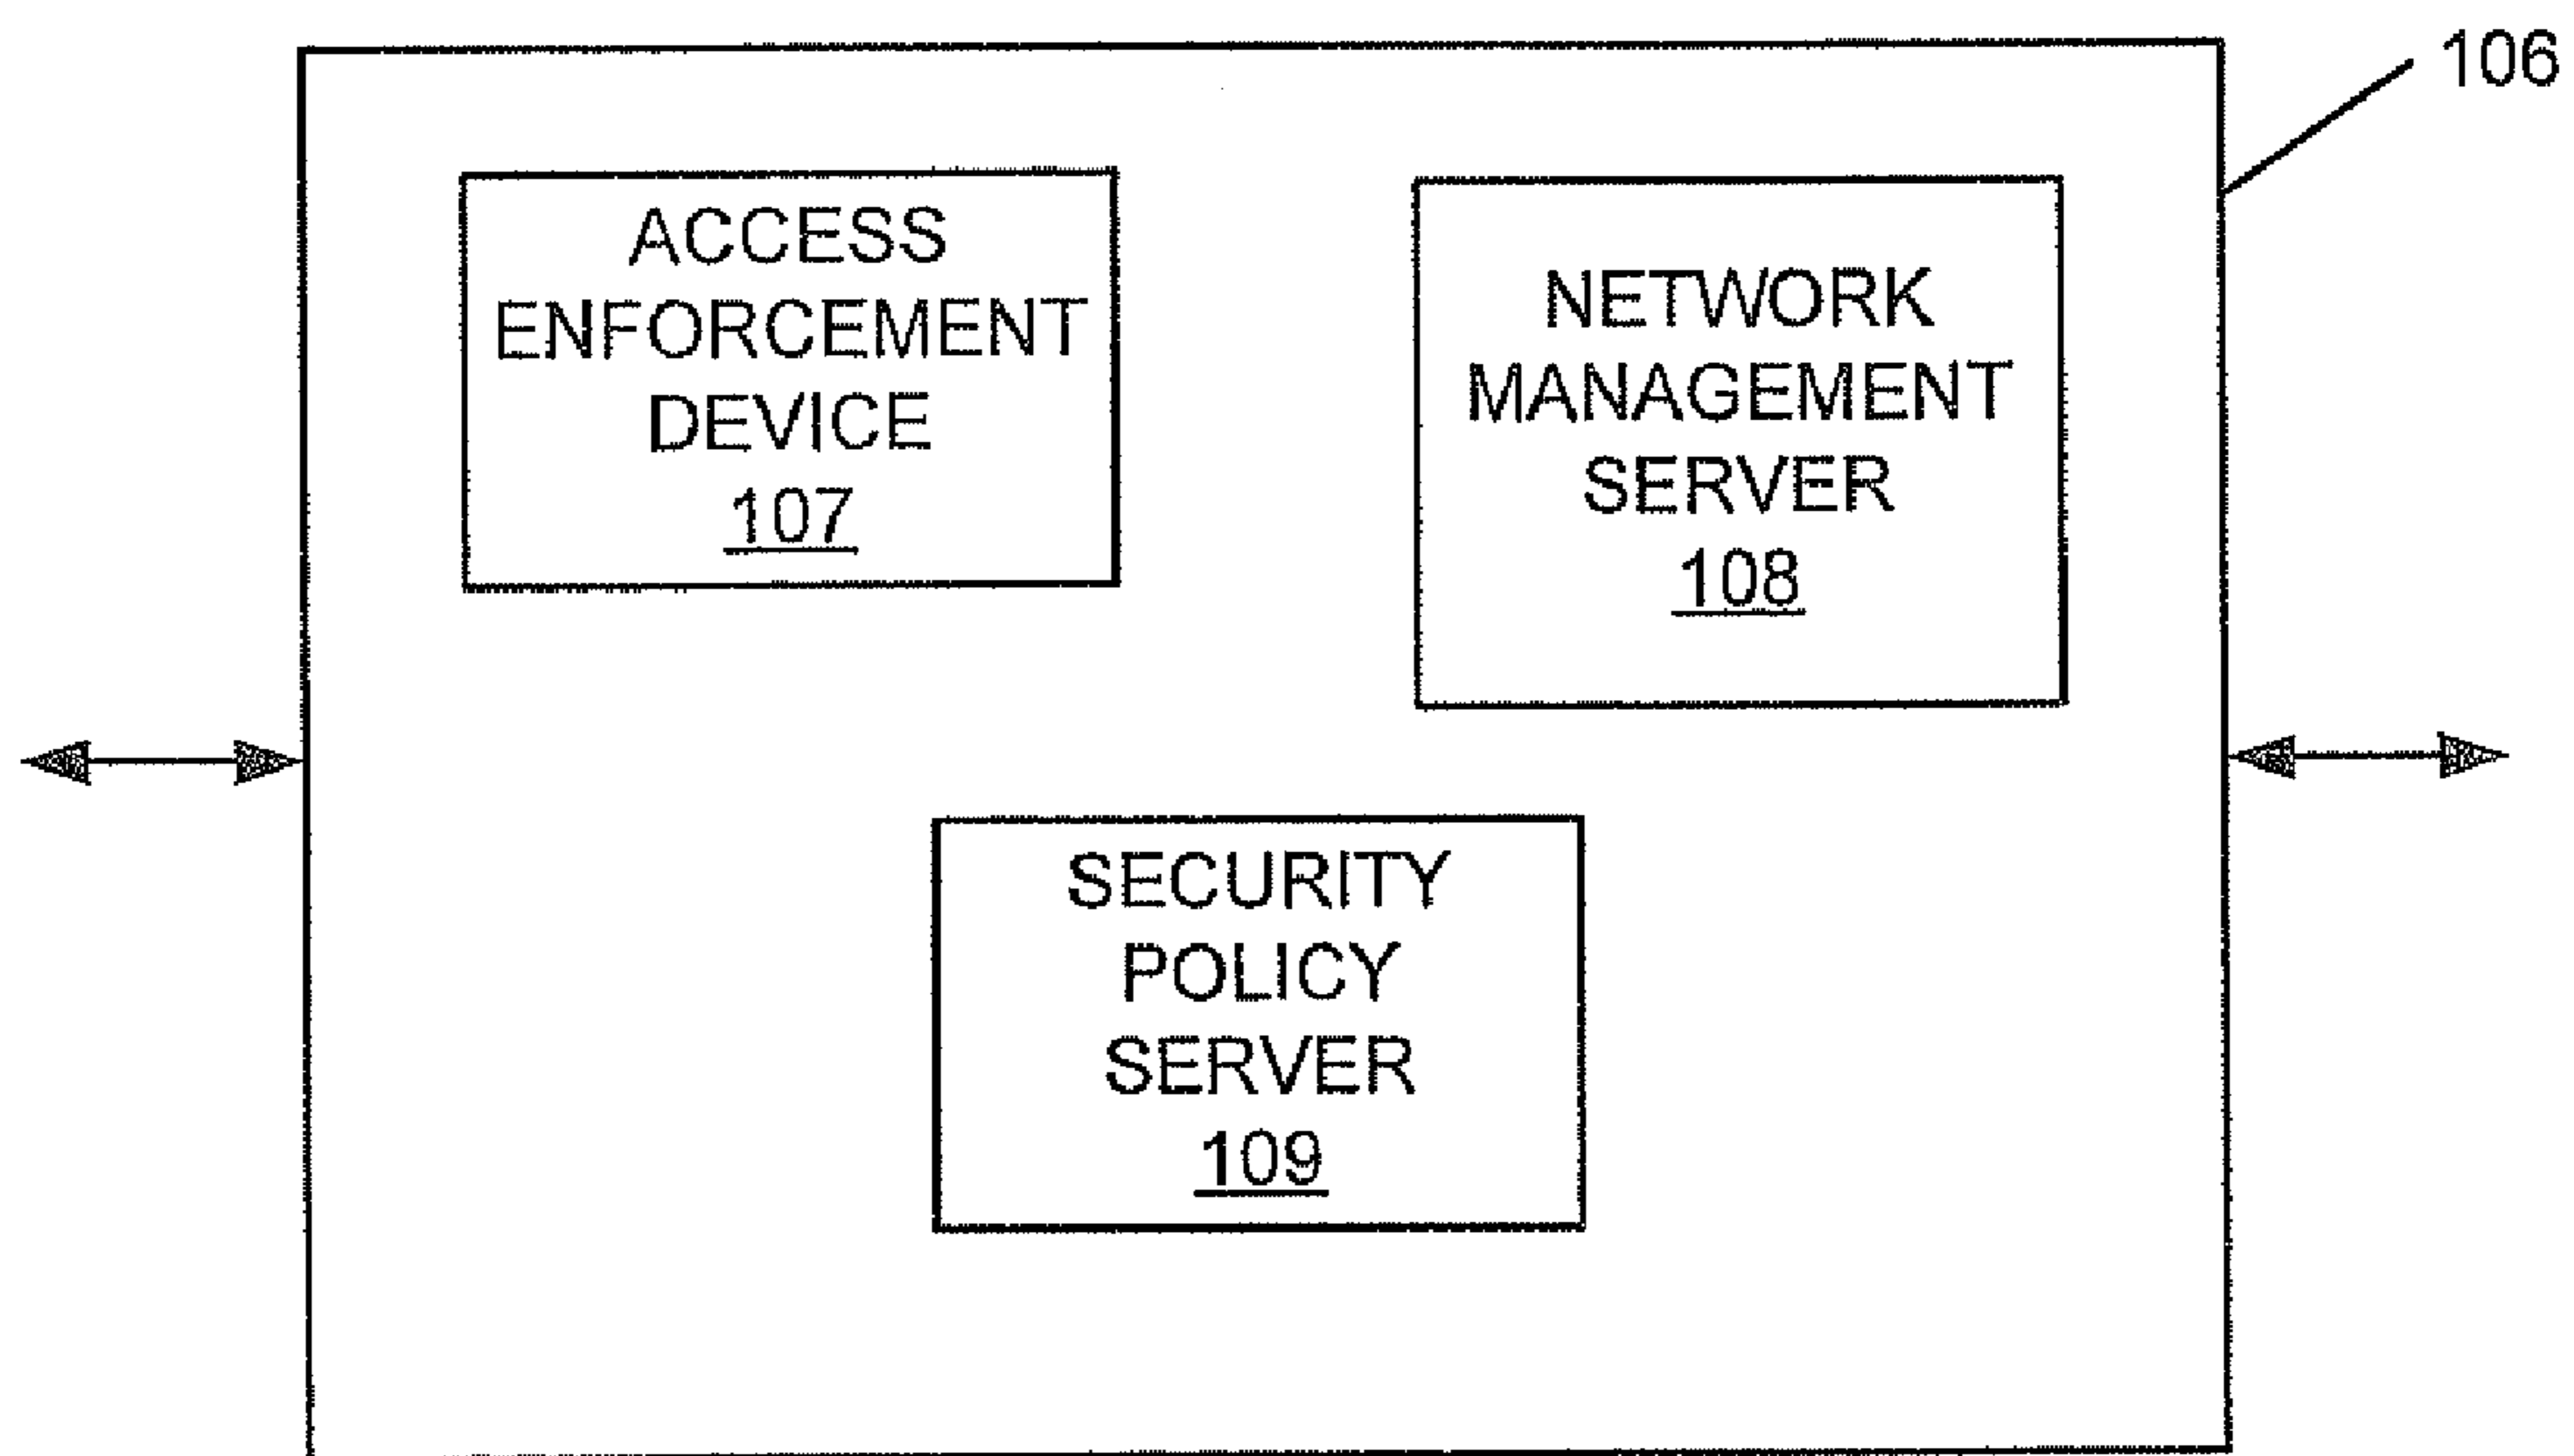 106
ACCESS
ENFORCEMENT
DEVICE
107
NETWORK
MANAGEMENT
SERVER
108
SECURITY
POLICY
SERVER
109